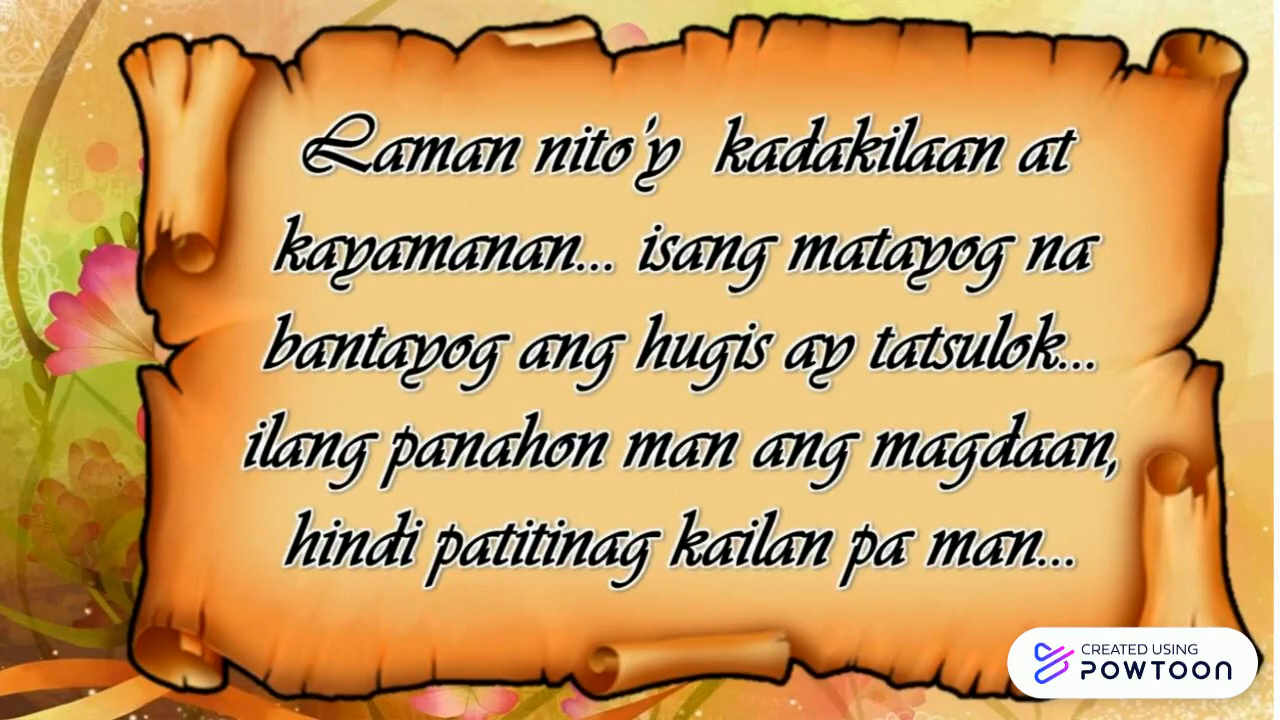 Laman nito'y kadakilaan at
kayamanan... isang matayog na
bantayog ang hugis ay tatsulok...
ilang panahon man ang magdaan,
hindi patitinag kailan pa man...
CREATED USING
POWTOON